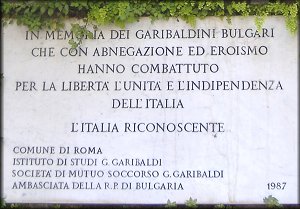 IN MEMORIA DEI GARIBALDINI BULGARI
CHE CON ABNEGAZIONE ED EROISMO
HANNO COMBATTUTO
PER LA LIBERTA' L'UNITA' E L'INDIPENDENZA
DELL'ITALIA
L'ITALIA RICONOSCENTE
COMUNE DI ROMA
ISTITUTO DI STUDI G. GARIBALDI
SOCIETA' DI MUTUO SOCCORSO G. GARIBALDI
AMBASCIATA DELLA R.P. DI BULGARIA 1987